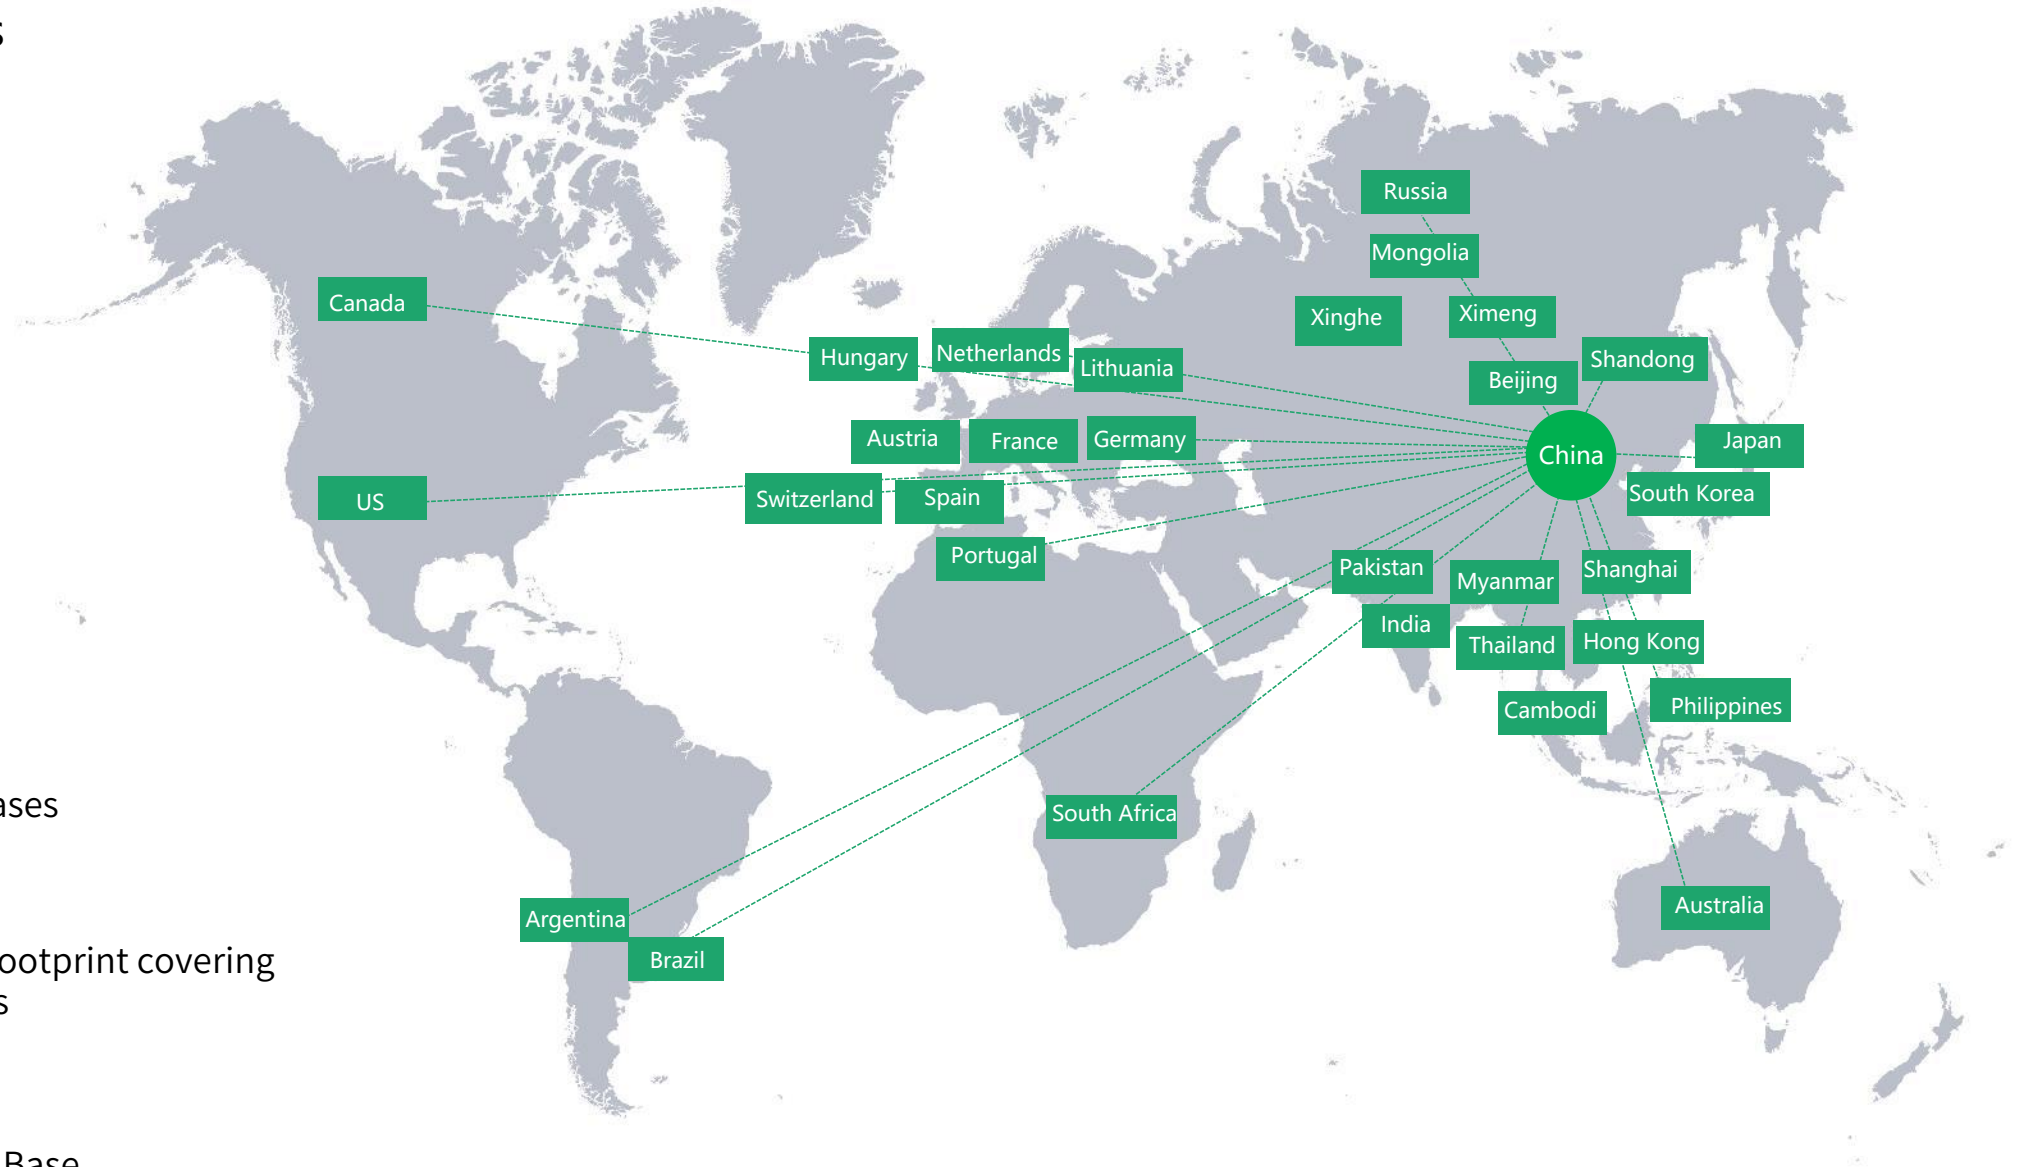 s
Russia
Mongolia
Canada
Xinghe
Ximeng
Hungary
Netherlands
Lithuania
Shandong
Beijing
Austria
France
Germany
Japan
China
US
Switzerland
Spain
South Korea
Portugal
Pakistan
Myanmar
Shanghai
India
Thailand
Hong Kong
Cambodi
Philippines
ases
South Africa
Argentina
Australia
Brazil
ootprint covering
s
Base